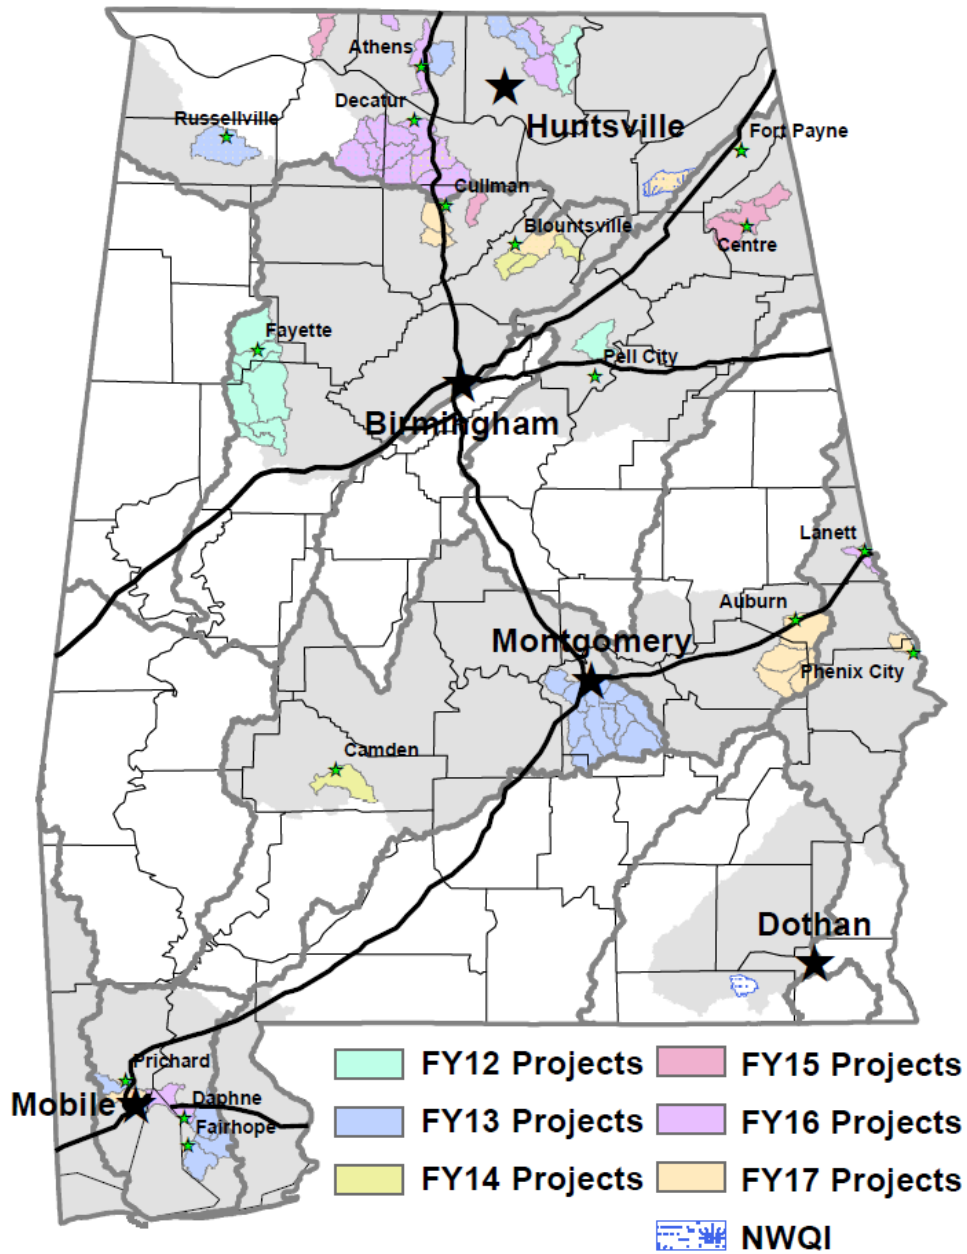 Athens
Huntsville
Decatur
Russellville
Fort Payne
Cullman
Blountsville
Centre
Fayette
Pell City
Birmingham
Lanett
Auburn
Montgomery
Phenix City
Camden
Dothan
Prichard
Mobile
Daphne
Fairhope
FY12 Projects
FY15 Projects
FY13 Projects
FY16 Projects
FY14 Projects
FY17 Projects
NWQI